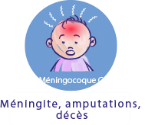 Méningocoque C
Méningite, amputations,
décès